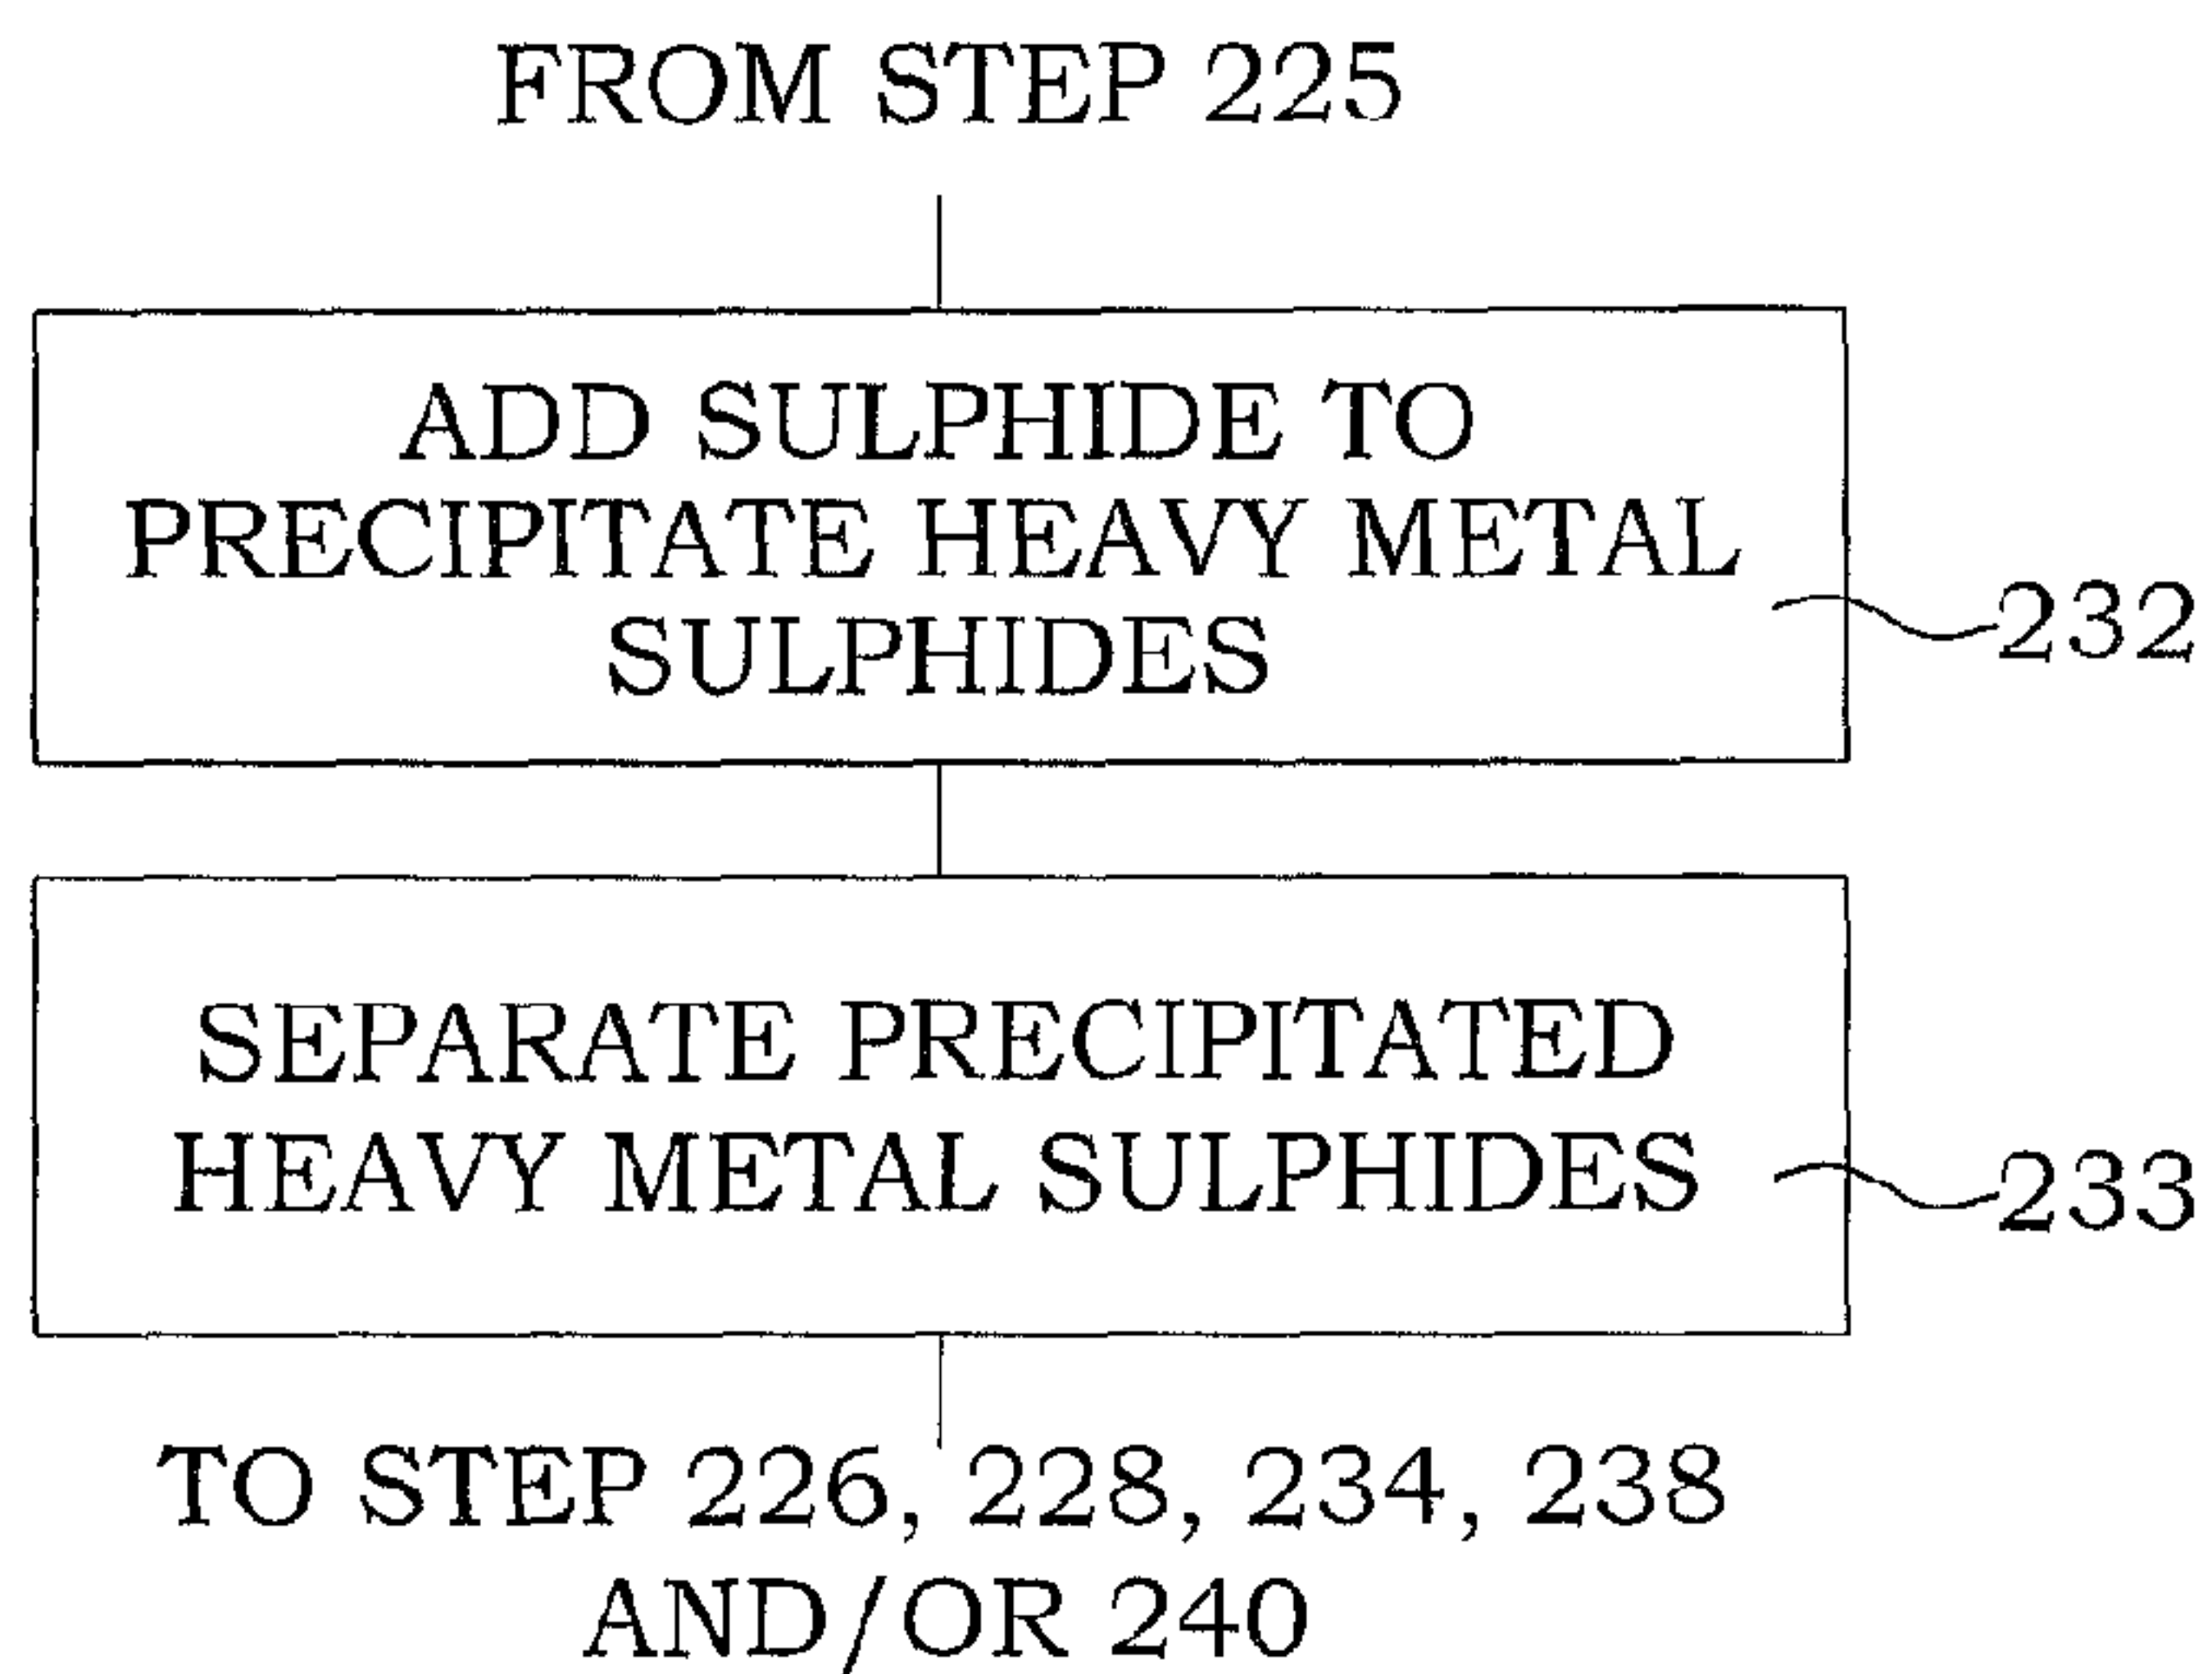 FROM STEP 225
ADD SULPHIDE TO
PRECIPITATE HEAVY METAL
SULPHIDES
232
SEPARATE PRECIPITATED
HEAVY METAL SULPHIDES
233
TO STEP 226, 228, 234, 238
AND/OR 240